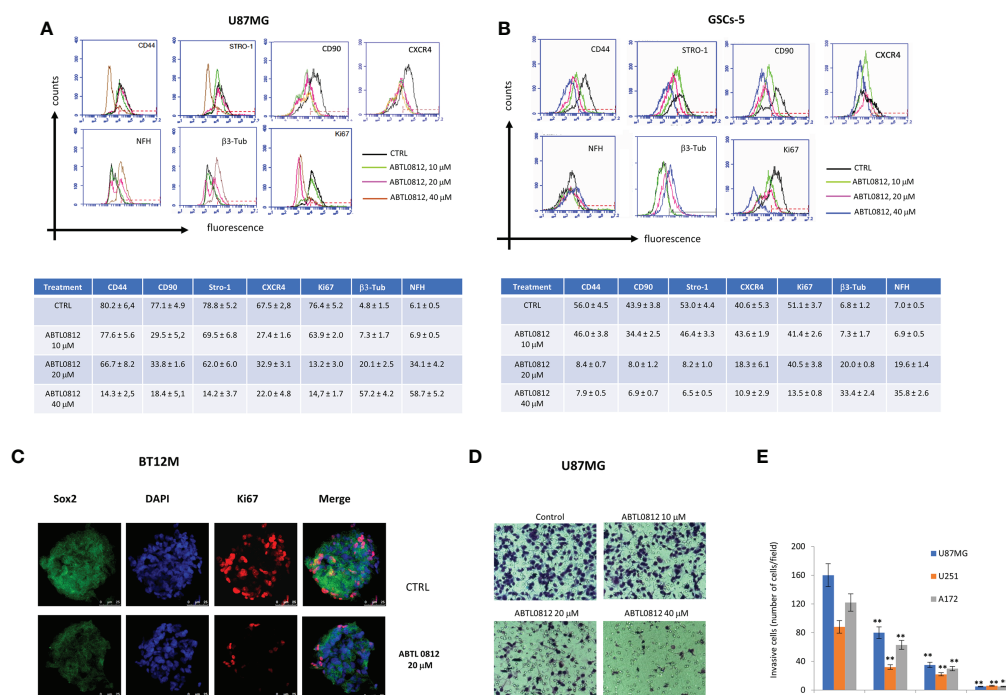 A
U87MG
CD44
STRO-1
CD90
CXCR4
counts
NFH
β3-Tub
Ki67
CTRL
ABTL0812, 10 μM
ABTL0812, 20 μM
ABTL0812, 40 μM
fluorescence
Treatment CD44 CD90 Stro-1 CXCR4 Ki67 β3-Tub NFH
CTRL 80.2 ± 6,4 77.1 ± 4.9 78.8 ± 5.2 67.5 ± 2,8 76.4 ± 5.2 4.8 ± 1.5 6.1 ± 0.5
ABTL0812 10 μM 77.6 ± 5.6 29.5 ± 5,2 69.5 ± 6.8 27.4 ± 1.6 63.9 ± 2.0 7.3 ± 1.7 6.9 ± 0.5
ABTL0812 20 μM 66.7 ± 8.2 33.8 ± 1.6 62.0 ± 6.0 32.9 ± 3.1 13.2 ± 3.0 20.1 ± 2.5 34.1 ± 4.2
ABTL0812 40 μM 14.3 ± 2,5 18.4 ± 5,1 14.2 ± 3.7 22.0 ± 4.8 14,7 ± 1.7 57.2 ± 4.2 58.7 ± 5.2
B
GSCs-5
CD44
STRO-1
CD90
CXCR4
counts
NFH
β3-Tub
Ki67
CTRL
ABTL0812, 10 μM
ABTL0812, 20 μM
ABTL0812, 40 μM
fluorescence
Treatment CD44 CD90 Stro-1 CXCR4 Ki67 β3-Tub NFH
CTRL 56.0 ± 4.5 43.9 ± 3.8 53.0 ± 4.4 40.6 ± 5.3 51.1 ± 3.7 6.8 ± 1.2 7.0 ± 0.5
ABTL0812 10 μM 46.0 ± 3.8 34.4 ± 2.5 46.4 ± 3.3 43.6 ± 1.9 41.4 ± 2.6 7.3 ± 1.7 6.9 ± 0.5
ABTL0812 20 μM 8.4 ± 0.7 8.0 ± 1.2 8.2 ± 1.0 18.3 ± 6.1 40.5 ± 3.8 20.0 ± 0.8 19.6 ± 1.4
ABTL0812 40 μM 7.9 ± 0.5 6.9 ± 0.7 6.5 ± 0.5 10.9 ± 2.9 13.5 ± 0.8 33.4 ± 2.4 35.8 ± 2.6
C
BT12M
Sox2 DAPI Ki67 Merge
CTRL
ABTL 0812
20 μM
D
U87MG
Control
ABTL0812 10 μM
ABTL0812 20 μM
ABTL0812 40 μM
E
Invasive cells (number of cells/field)
160
120
80
40
0
U87MG
U251
A172
** ** **
** ** **
** ** **